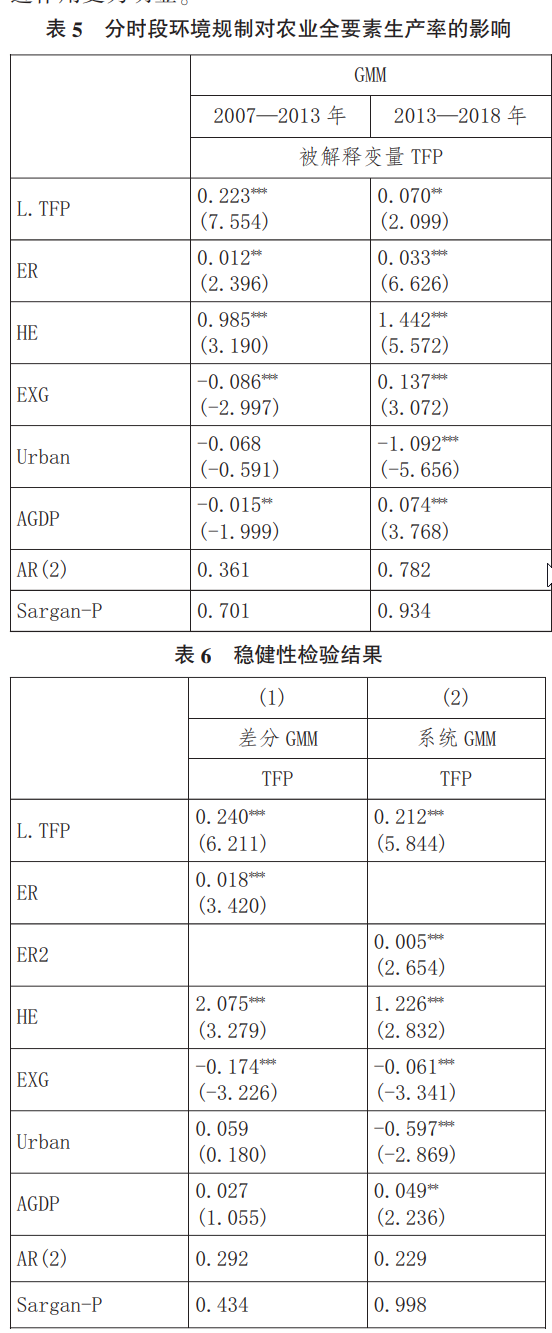 表 5 分时段环境规制对农业全要素生产率的影响
GMM
2007—2013 年 2013—2018 年
被解释变量 TFP
L.TFP 0.223*** 0.070**
(7.554) (2.099)
ER 0.012** 0.033***
(2.396) (6.626)
HE 0.985*** 1.442***
(3.190) (5.572)
EXG -0.086*** 0.137***
(-2.997) (3.072)
Urban -0.068 -1.092***
(-0.591) (-5.656)
AGDP -0.015** 0.074***
(-1.999) (3.768)
AR(2) 0.361 0.782
Sargan-P 0.701 0.934
表 6 稳健性检验结果
(1) (2)
差分 GMM 系统 GMM
TFP TFP
L.TFP 0.240*** 0.212***
(6.211) (5.844)
ER 0.018***
(3.420)
ER2 0.005***
(2.654)
HE 2.075*** 1.226***
(3.279) (2.832)
EXG -0.174*** -0.061***
(-3.226) (-3.341)
Urban 0.059 -0.597***
(0.180) (-2.869)
AGDP 0.027 0.049**
(1.055) (2.236)
AR(2) 0.292 0.229
Sargan-P 0.434 0.998